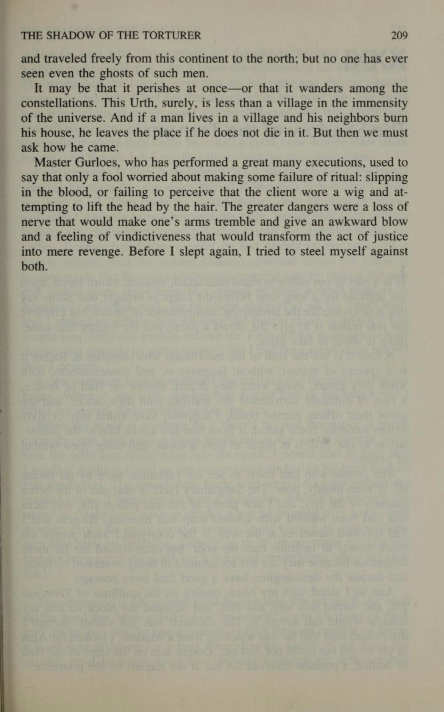 THE SHADOW OF THE TORTURER 209
and traveled freely from this continent to the north; but no one has ever
seen even the ghosts of such men.
It may be that it perishes at once—or that it wanders among the
constellations. This Urth, surely, is less than a village in the immensity
of the universe. And if a man lives in a village and his neighbors burn
his house, he leaves the place if he does not die in it. But then we must
ask how he came.
Master Gurloes, who has performed a great many executions, used to
say that only a fool worried about making some failure of ritual: slipping
in the blood, or failing to perceive that the client wore a wig and at-
tempting to lift the head by the hair. The greater dangers were a loss of
nerve that would make one's arms tremble and give an awkward blow
and a feeling of vindictiveness that would transform the act of justice
into mere revenge. Before I slept again, I tried to steel myself against
both.